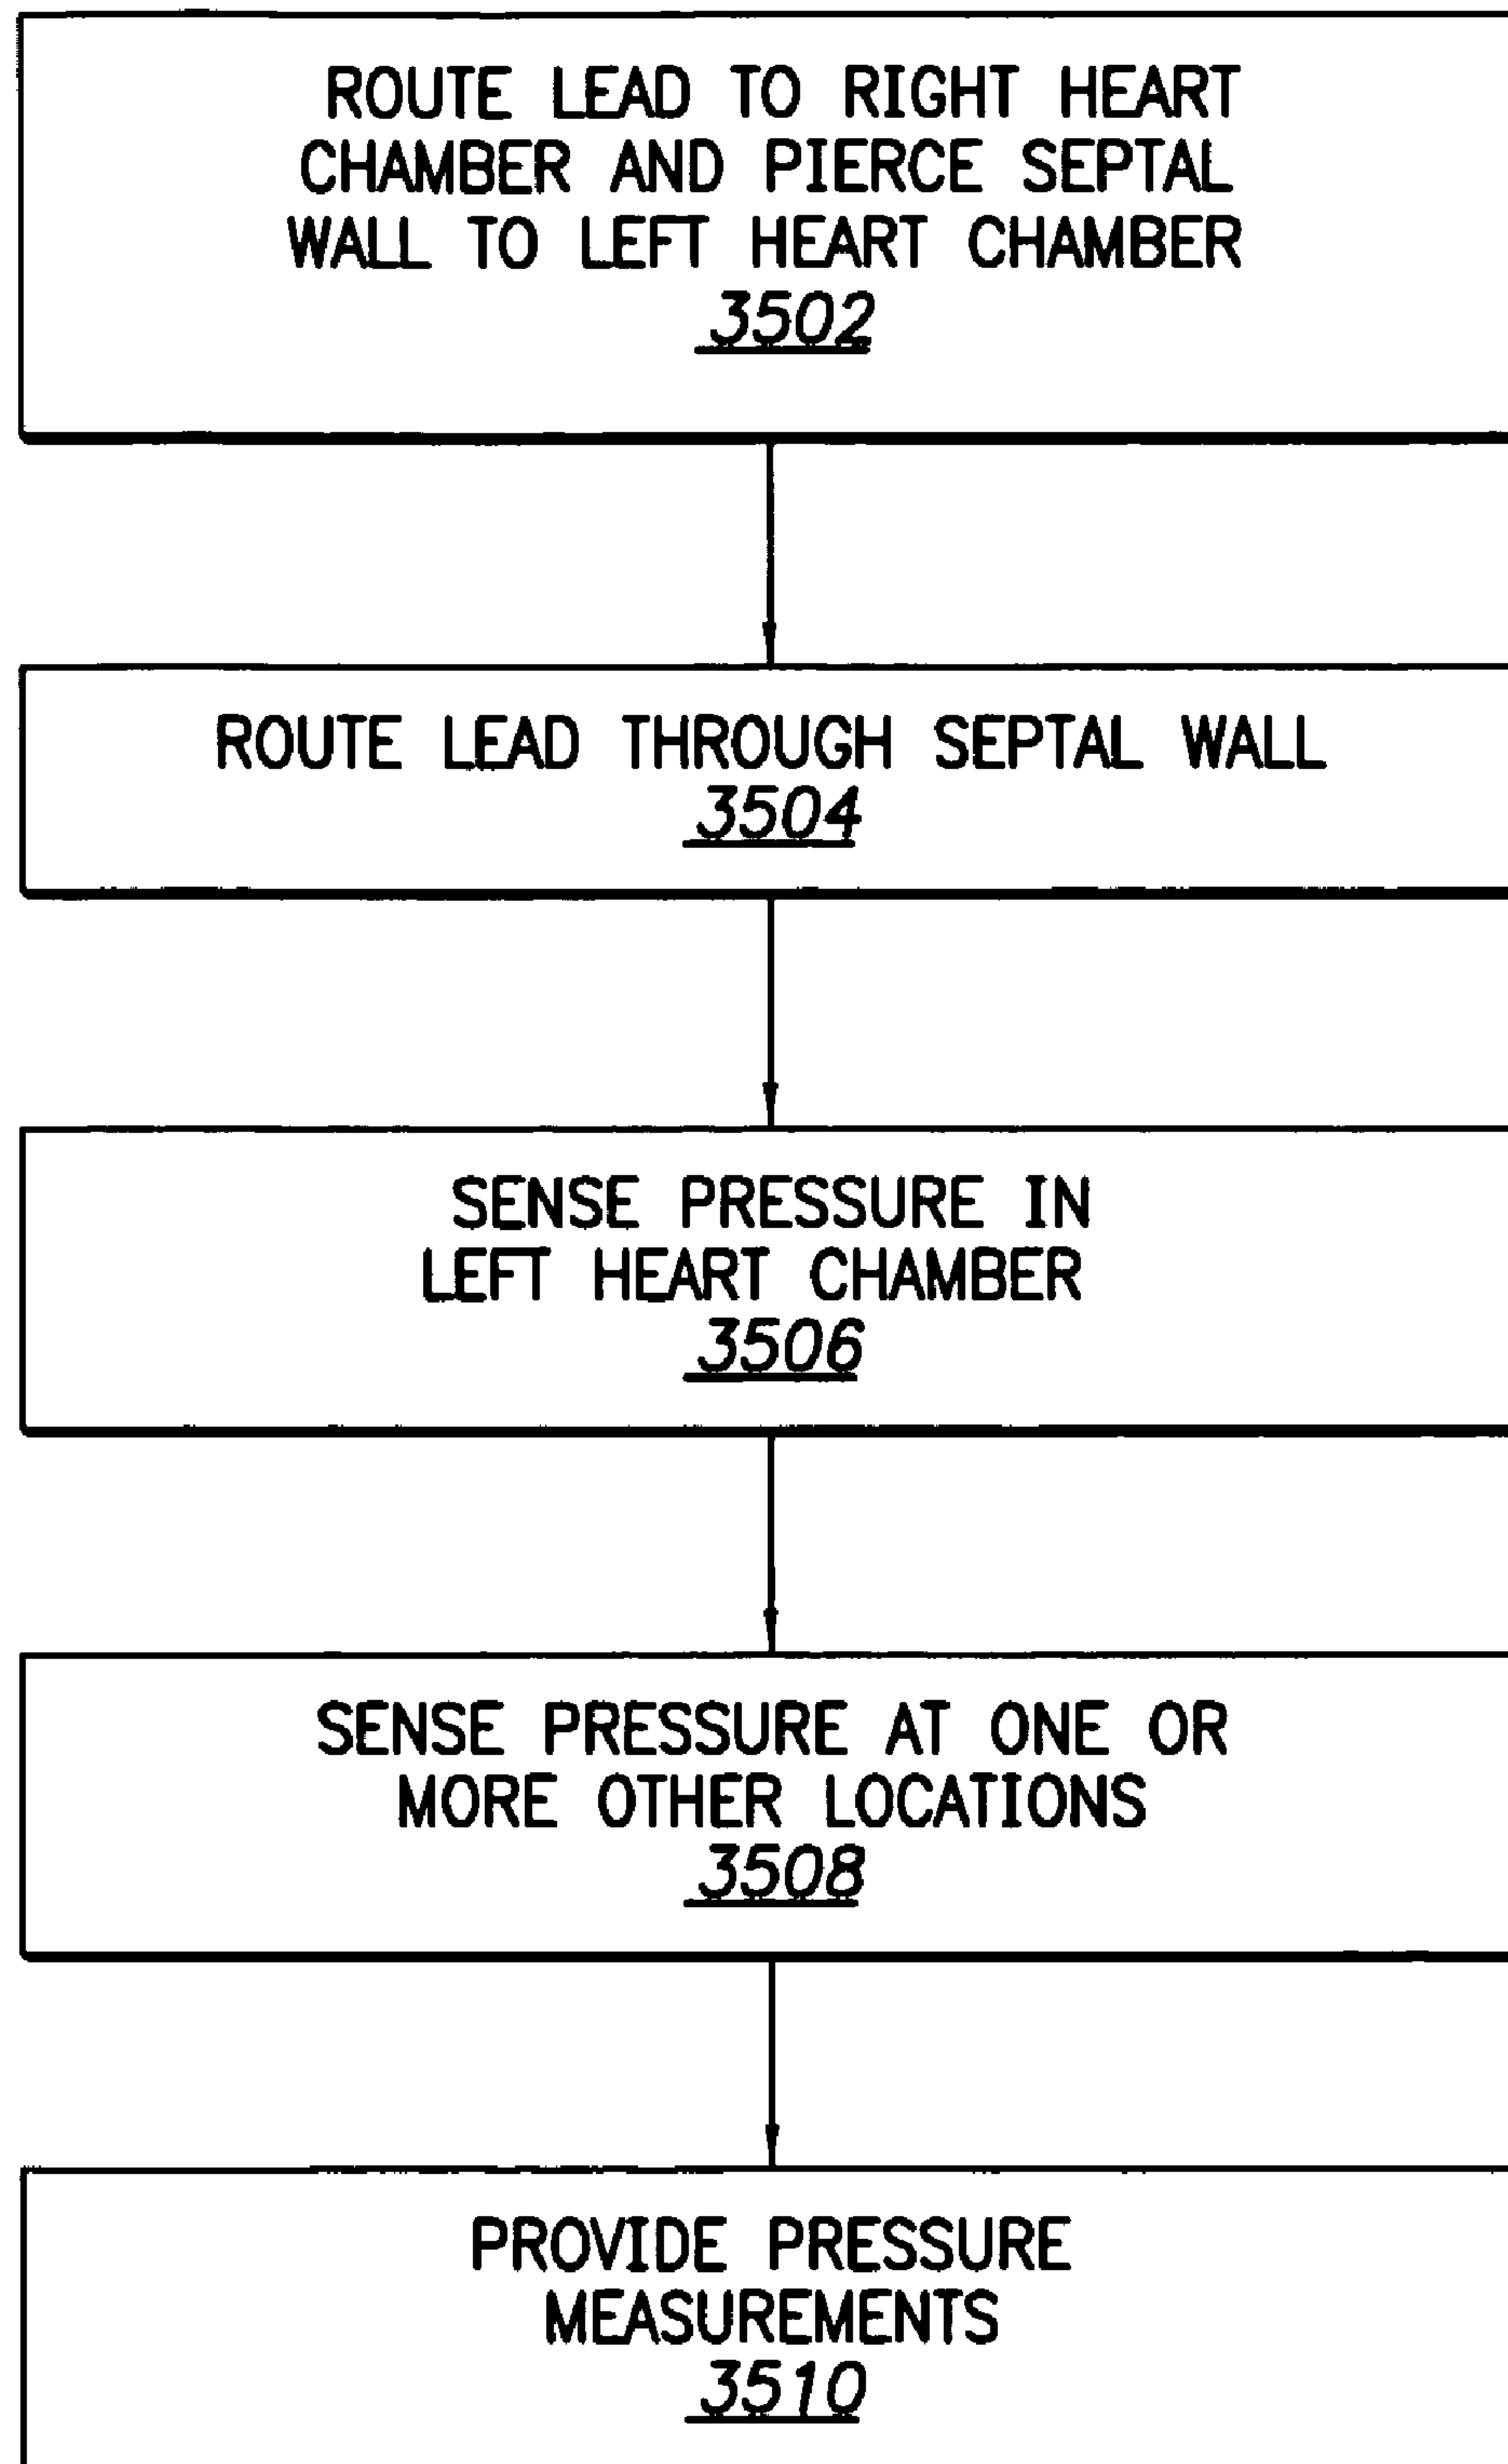 ROUTE LEAD TO RIGHT HEART
CHAMBER AND PIERCE SEPTAL
WALL TO LEFT HEART CHAMBER
3502
ROUTE LEAD THROUGH SEPTAL WALL
3504
SENSE PRESSURE IN
LEFT HEART CHAMBER
3506
SENSE PRESSURE AT ONE OR
MORE OTHER LOCATIONS
3508
PROVIDE PRESSURE
MEASUREMENTS
3510